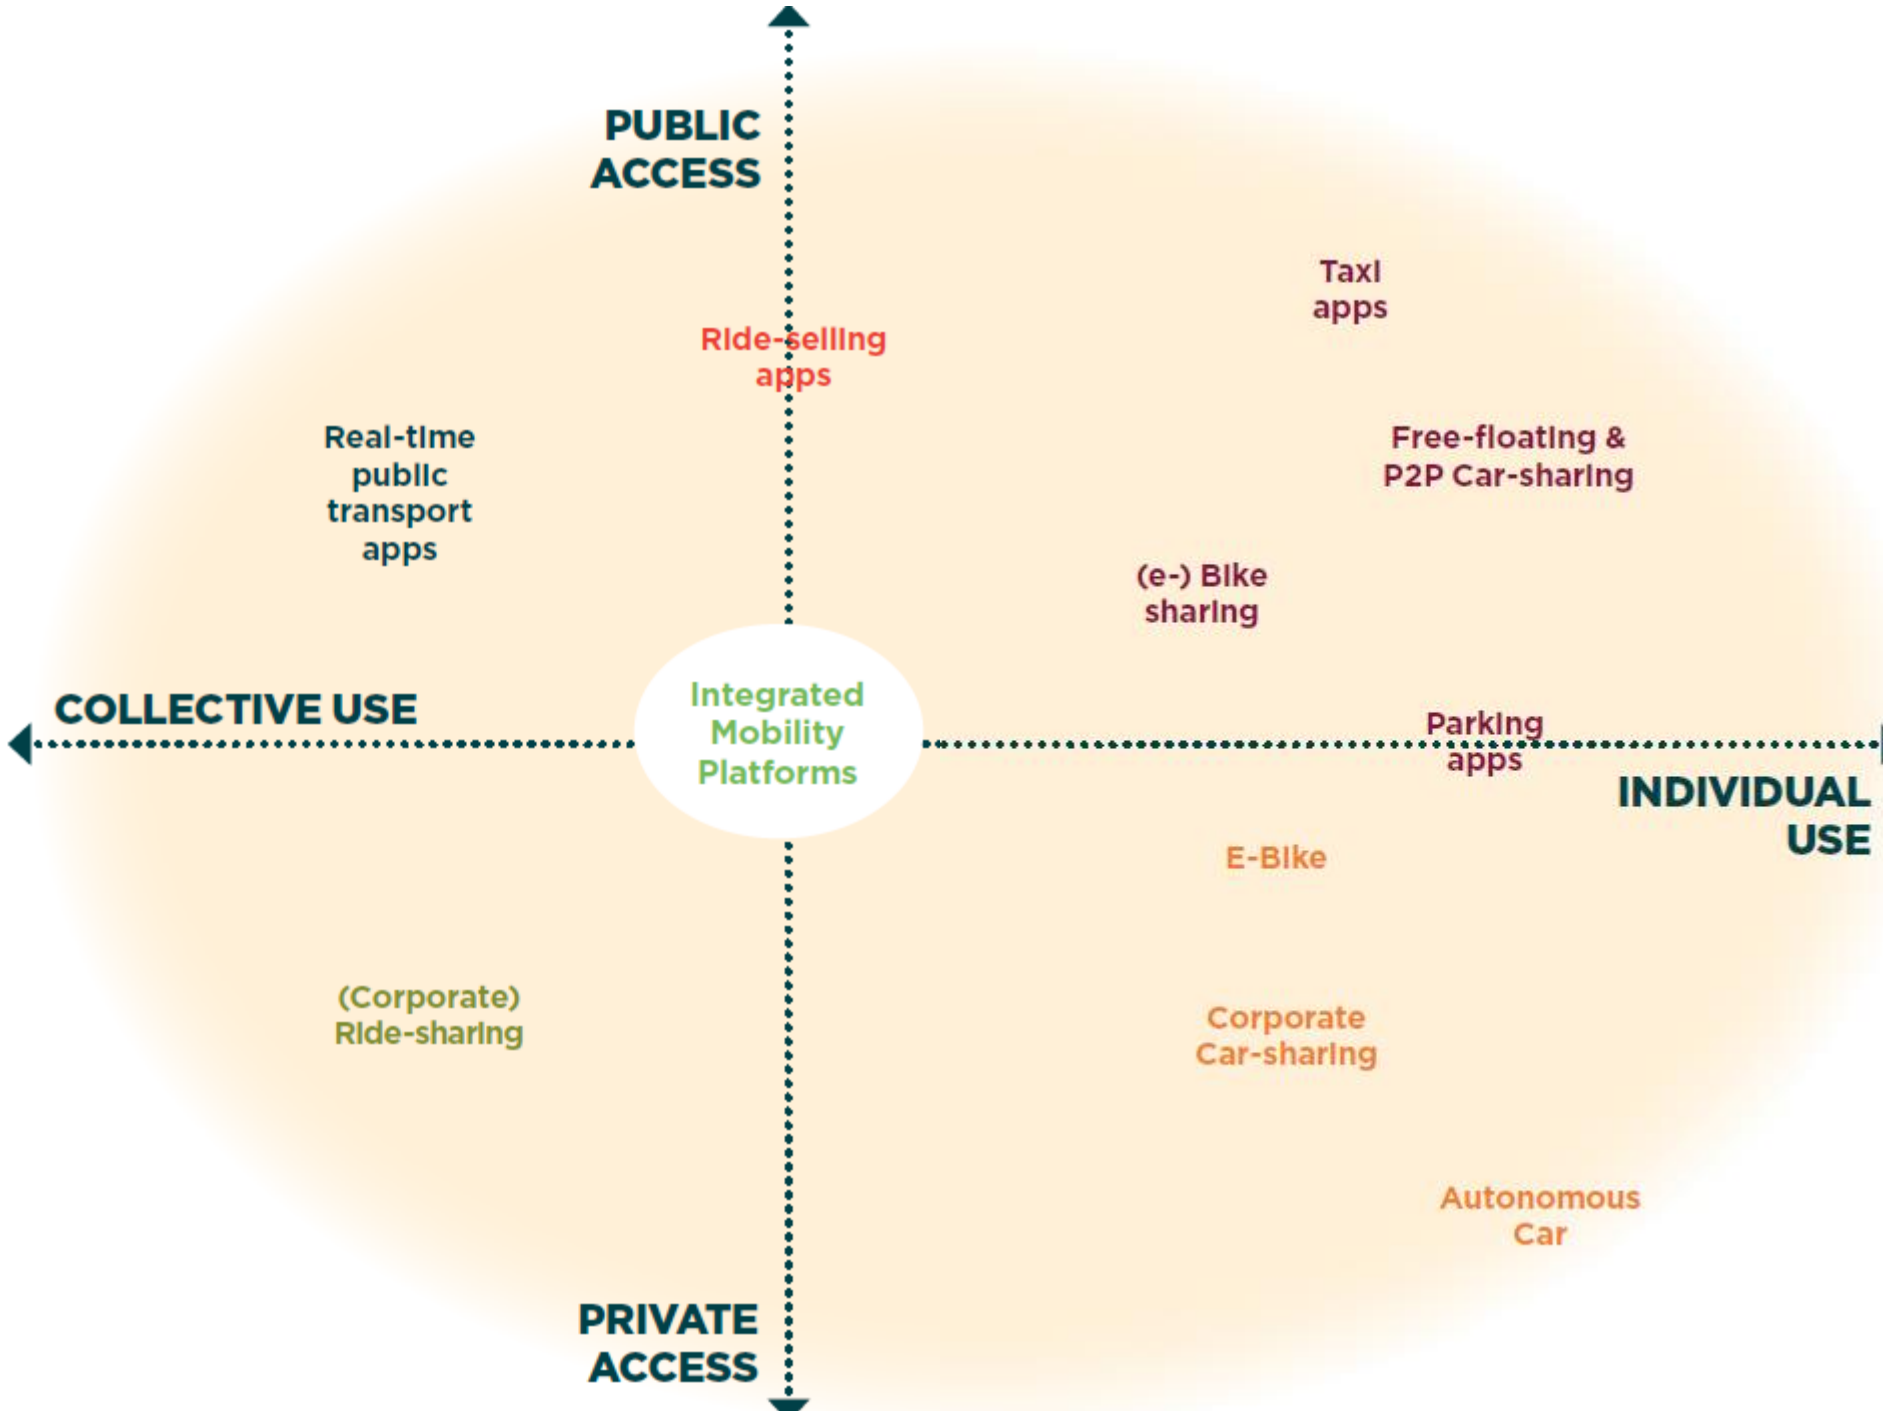 PUBLIC
ACCESS
Taxi
apps
Ride-selling
apps
Real-time
public
transport
apps
Free-floating &
P2P Car-sharing
(e-) Bike
sharing
COLLECTIVE USE
Integrated
Mobility
Platforms
Parking
apps
INDIVIDUAL
USE
E-Bike
(Corporate)
Ride-sharing
Corporate
Car-sharing
Autonomous
Car
PRIVATE
ACCESS